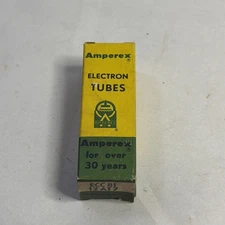 Amperex
ELECTRON
TUBES
Amperex
for over
30 years